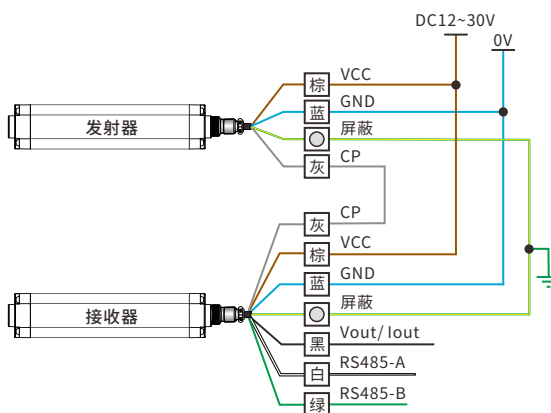 DC12~30V
0V
发射器
棕 VCC
蓝 GND
屏蔽
灰 CP
灰 CP
棕 VCC
蓝 GND
接收器
屏蔽
黑 Vout/Iout
白 RS485-A
绿 RS485-B